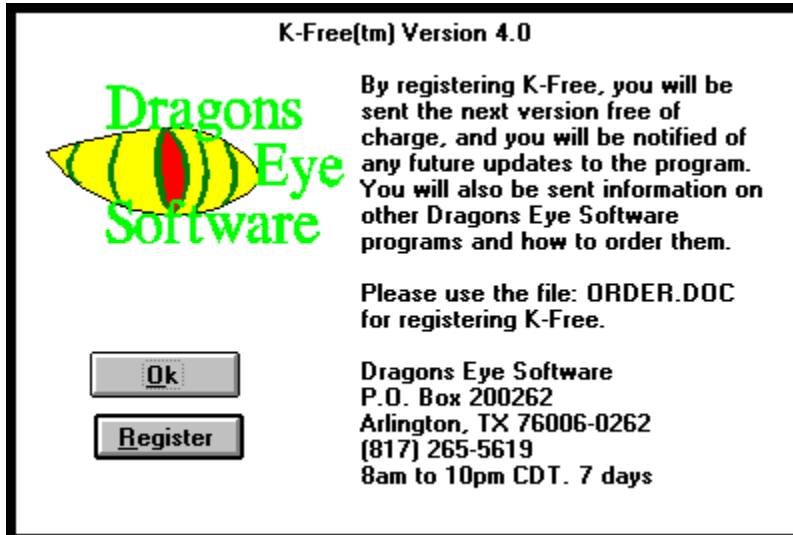 K-Free(tm) Version 4.0
Dragons
Eye
Software
By registering K-Free, you will be
sent the next version free of
charge, and you will be notified of
any future updates to the program.
You will also be sent information on
other Dragons Eye Software
programs and how to order them.
Please use the file: ORDER.DOC
for registering K-Free.
Ok
Register
Dragons Eye Software
P.O. Box 200262
Arlington, TX 76006-0262
(817) 265-5619
8am to 10pm CDT. 7 days